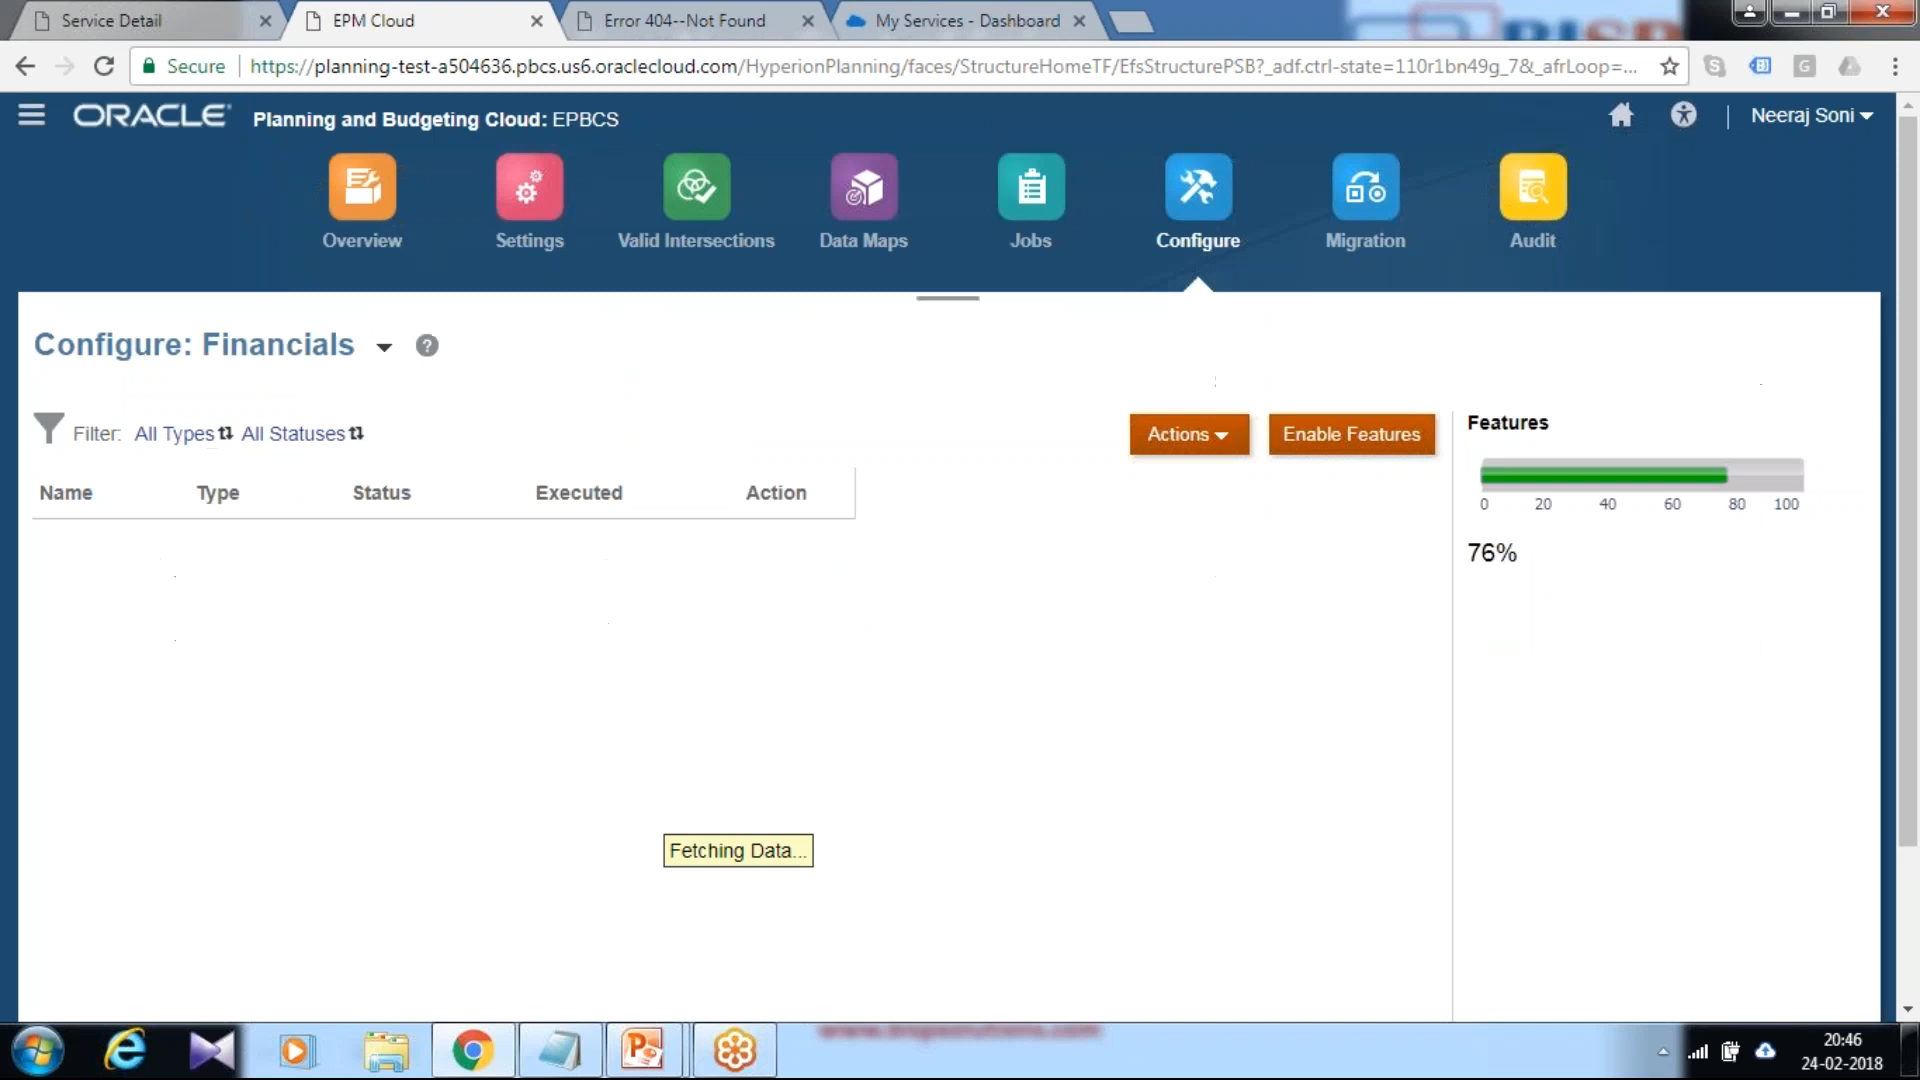 Service Detail
EPM Cloud
Error 404--Not Found
My Services - Dashboard
Secure
https://planning-test-a504636.pbcs.us6.oraclecloud.com/HyperionPlanning/faces/StructureHomeTF/EfsStructurePSB?_adf.ctrl-state=110r1bn49g_7&_afrLoop=...
ORACLE
Planning and Budgeting Cloud: EPBCS
Neeraj Soni
Overview
Settings
Valid Intersections
Data Maps
Jobs
Configure
Migration
Audit
Configure: Financials
Filter: All Types All Statuses
Actions
Enable Features
Features
Name Type Status Executed Action
0 20 40 60 80 100
76%
Fetching Data...
20:46
24-02-2018